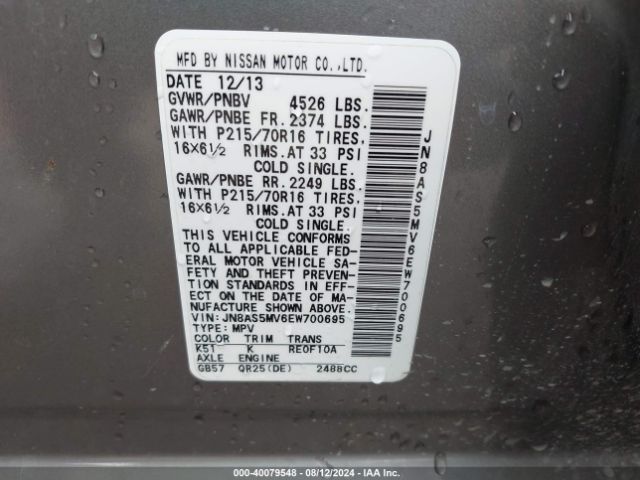 MFD BY NISSAN MOTOR CO.,LTD.
DATE 12/13
GVWR/PNBV 4526 LBS.
GAWR/PNBE FR.2374 LBS.
WITH P215/70R16 TIRES.
16X6½ RIMS.AT 33 PSI
COLD SINGLE.
GAWR/PNBE RR.2249 LBS.
WITH P215/70R16 TIRES.
16X6½ RIMS.AT 33 PSI
COLD SINGLE.
THIS VEHICLE CONFORMS
TO ALL APPLICABLE FED-
ERAL MOTOR VEHICLE SA-
FETY AND THEFT PREVEN-
TION STANDARDS IN EFF-
ECT ON THE DATE OF MA-
NUFACTURE SHOWN ABOVE.
VIN: JN8AS5MV6EW700695
TYPE: MPV
COLOR TRIM TRANS
K51 K RE0F10A
AXLE ENGINE
GB57 QR25(DE) 2488CC
JN8AS5MV6EW700695
000-40079548 - 08/12/2024 - IAA Inc.